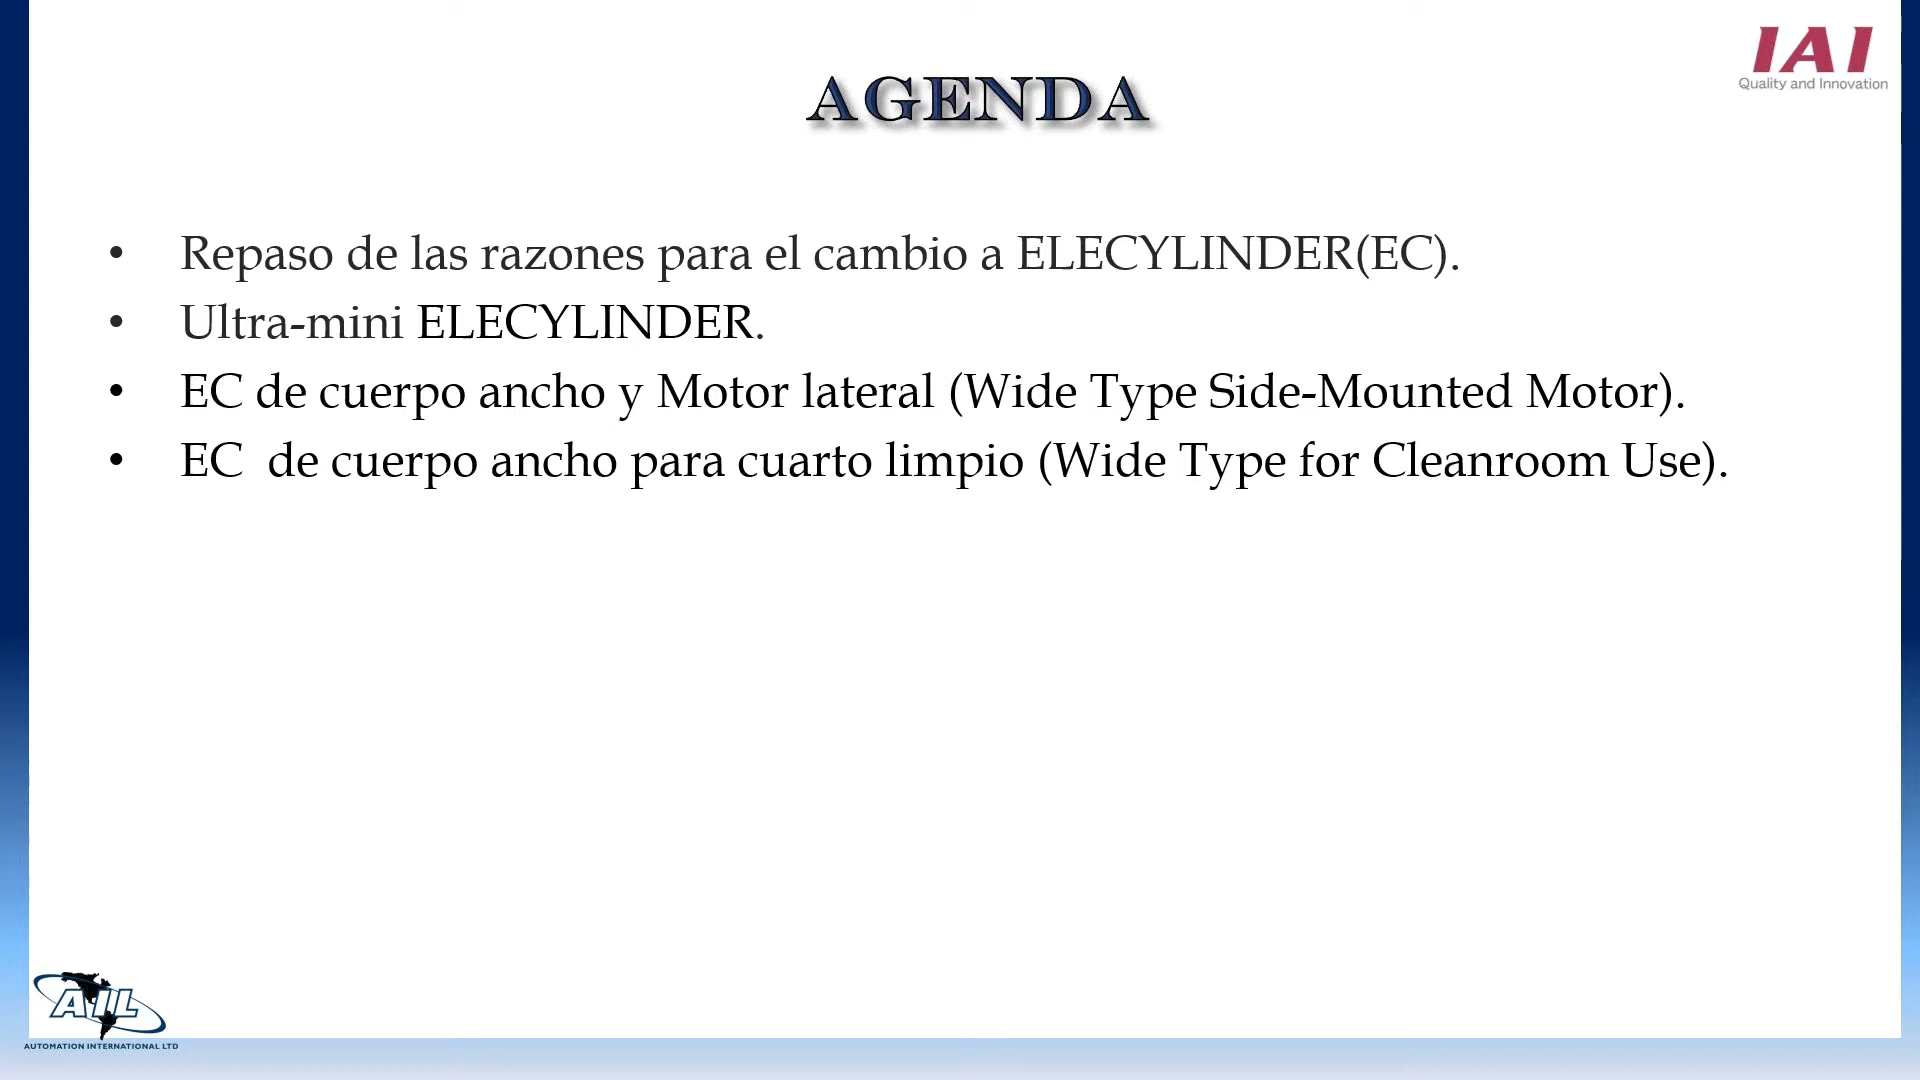 IAI
Quality and Innovation
AGENDA
• Repaso de las razones para el cambio a ELECYLINDER(EC).
• Ultra-mini ELECYLINDER.
• EC de cuerpo ancho y Motor lateral (Wide Type Side-Mounted Motor).
• EC  de cuerpo ancho para cuarto limpio (Wide Type for Cleanroom Use).
AIL
AUTOMATION INTERNATIONAL LTD